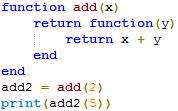 function add(x)
    return function(y)
        return x + y
    end
end
add2 = add(2)
print(add2(5))